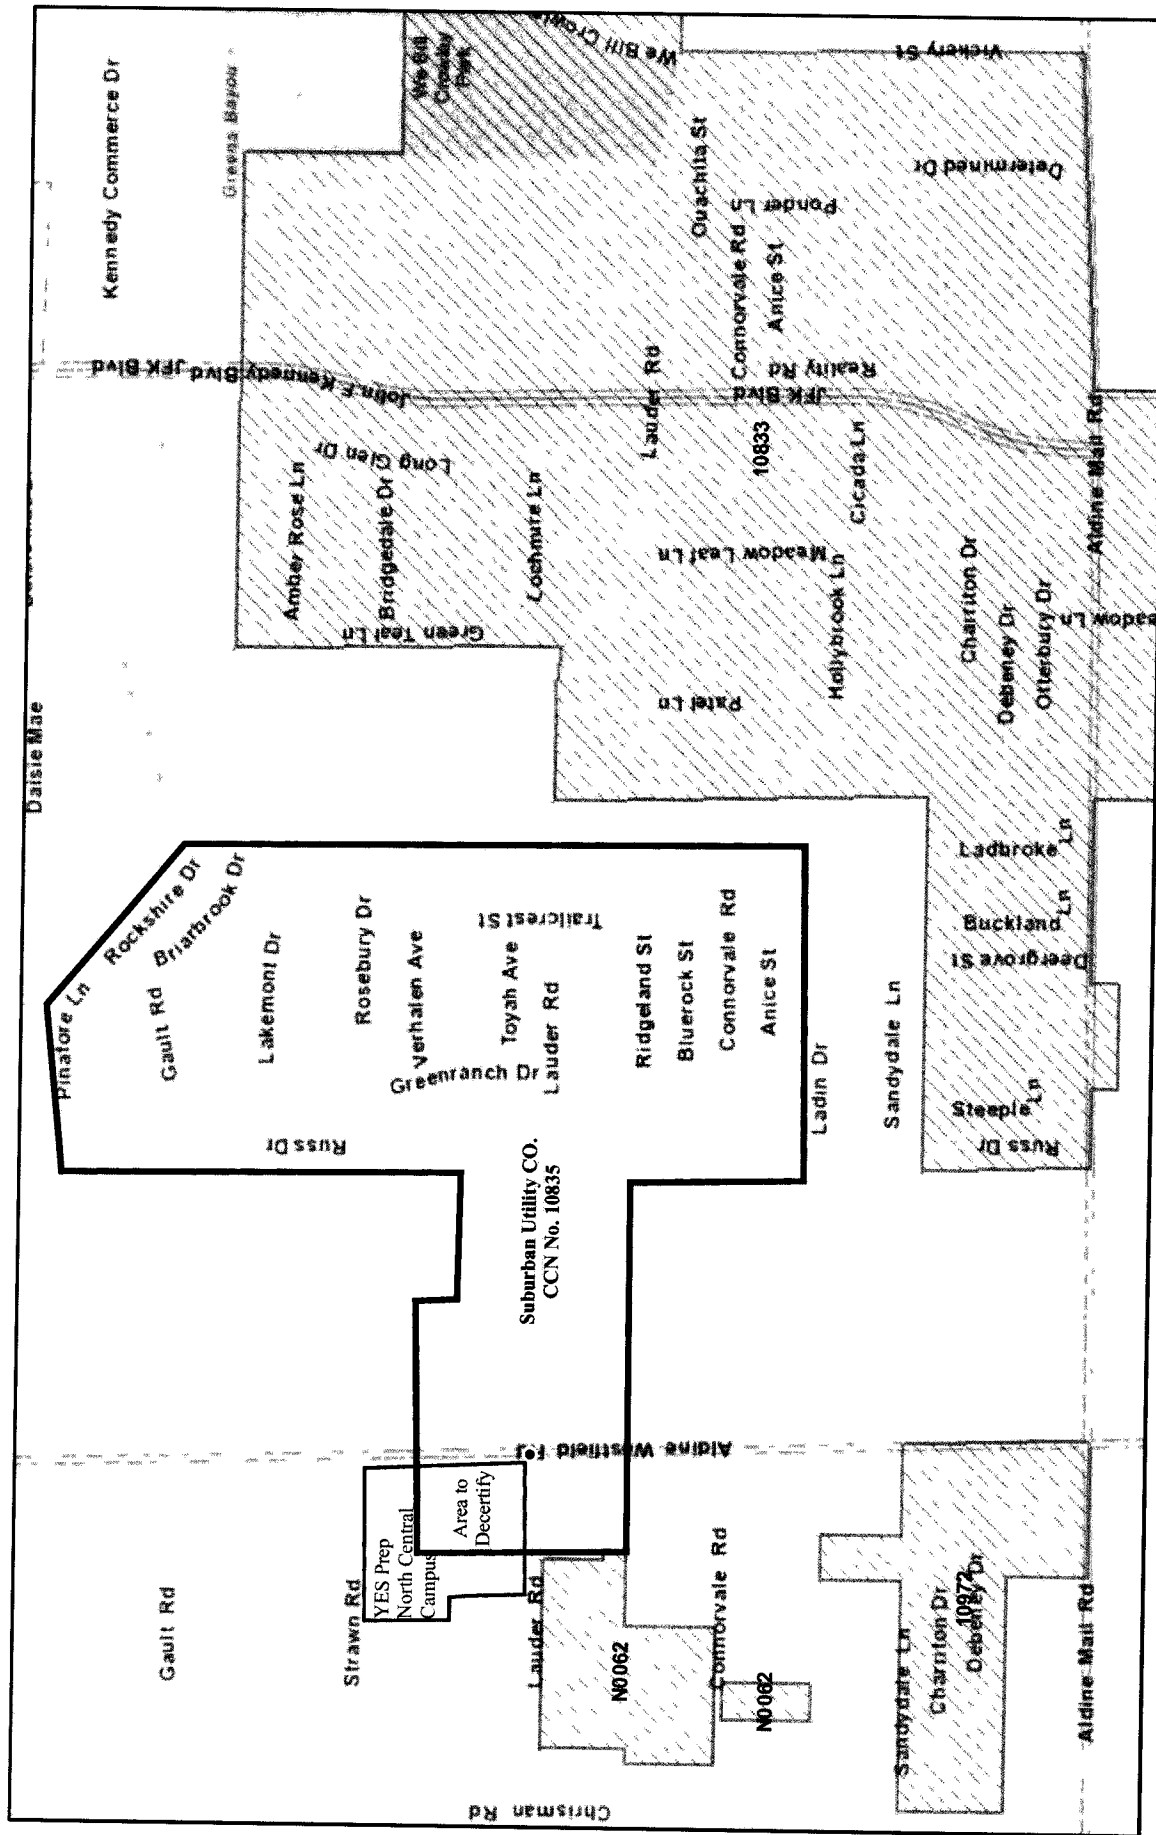 Kennedy Commerce Dr
Greens Bayou
We Bill
Crowley
Park
We Bill Crowley
Vickery St
Daisie Mae
JFK Blvd
John F Kennedy Blvd
Ouachita St
Ponder Ln
Determined Dr
Connorvale Rd
Anice St
Reality Rd
JFK Blvd
Lauder Rd
10833
Long Glen Dr
Amber Rose Ln
Bridgedale Dr
Green Teal Ln
Lochmire Ln
Meadow Leaf Ln
Cicada Ln
Hollybrook Ln
Patel Ln
Charriton Dr
Debeney Dr
Otterbury Dr
Aldine Mail Rd
eadow Ln
Pinafore Ln
Rockshire Dr
Briarbrook Dr
Gault Rd
Lakemont Dr
Rosebury Dr
Verhalen Ave
Trailcrest St
Toyah Ave
Greenranch Dr
Lauder Rd
Ridgeland St
Bluerock St
Connorvale Rd
Anice St
Ladin Dr
Sandydale Ln
Russ Dr
Suburban Utility CO.
CCN No. 10835
Ladbroke Ln
Buckland Ln
Deergrove St
Steeple Ln
Russ Dr
Aldine Westfield
Gault Rd
Strawn Rd
YES Prep
North Central
Campus
Area to
Decertify
Lauder Rd
N0062
Connorvale Rd
N0062
Sandydale Ln
Charriton Dr
10972
Debeney Dr
Aldine Mail Rd
Chrisman Rd